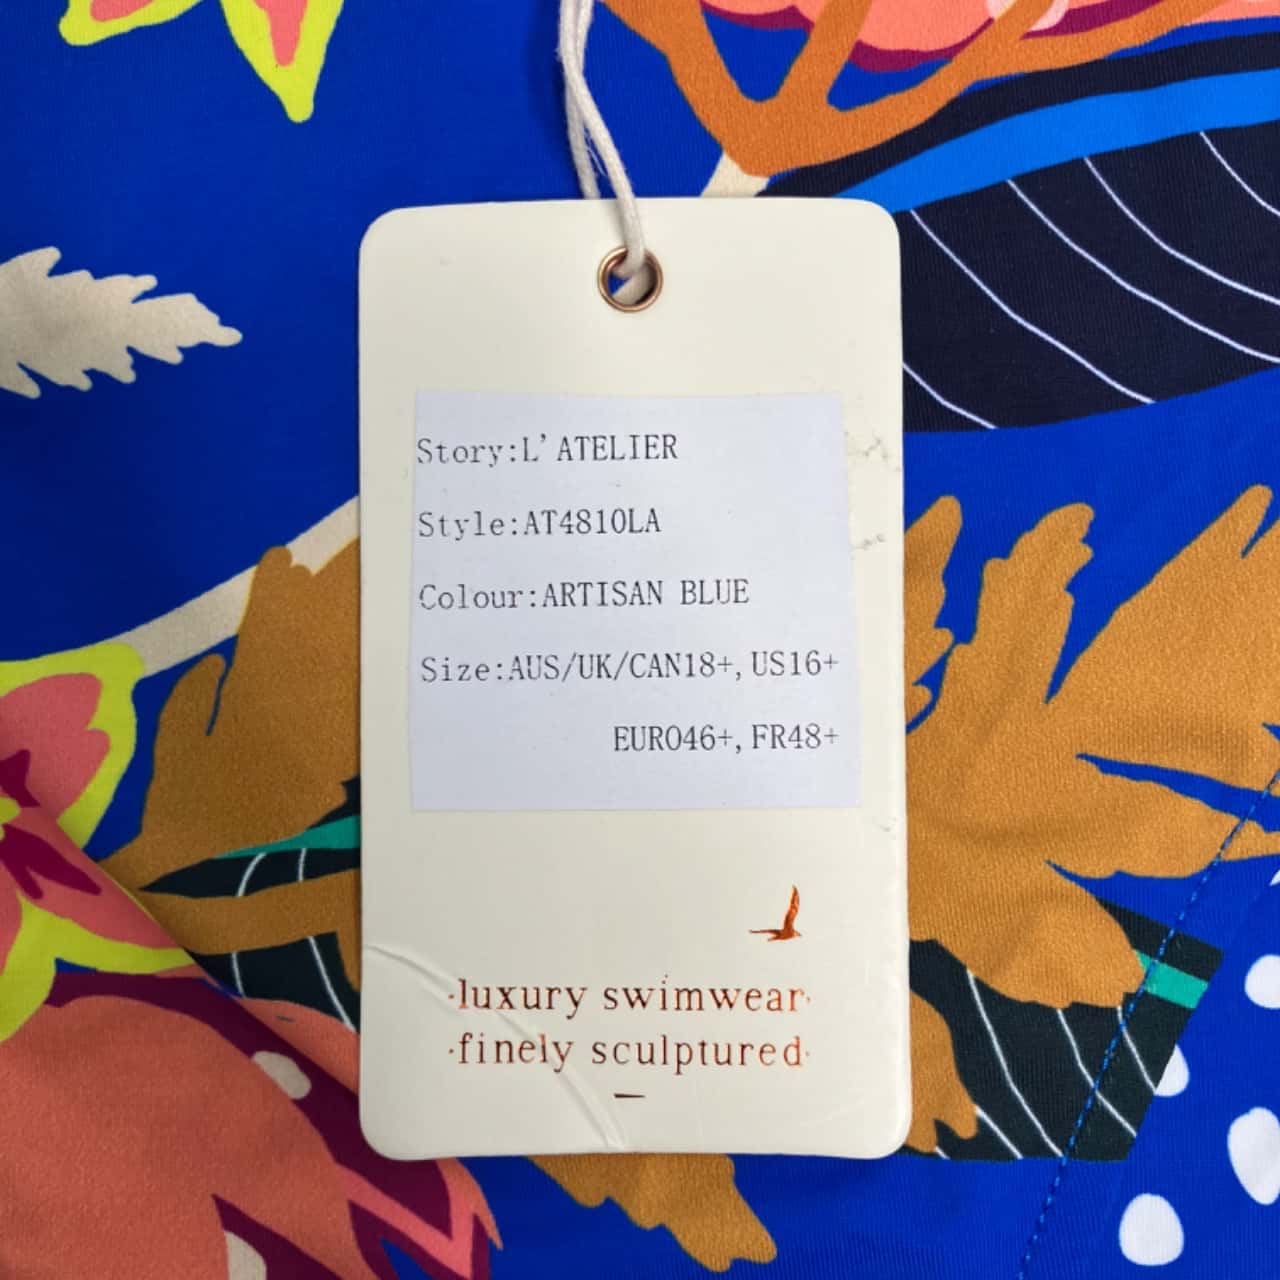 Story:L'ATELIER
Style:AT4810LA
Colour:ARTISAN BLUE
Size:AUS/UK/CAN18+, US16+
EURO46+, FR48+
·luxury swimwear·
·finely sculptured·